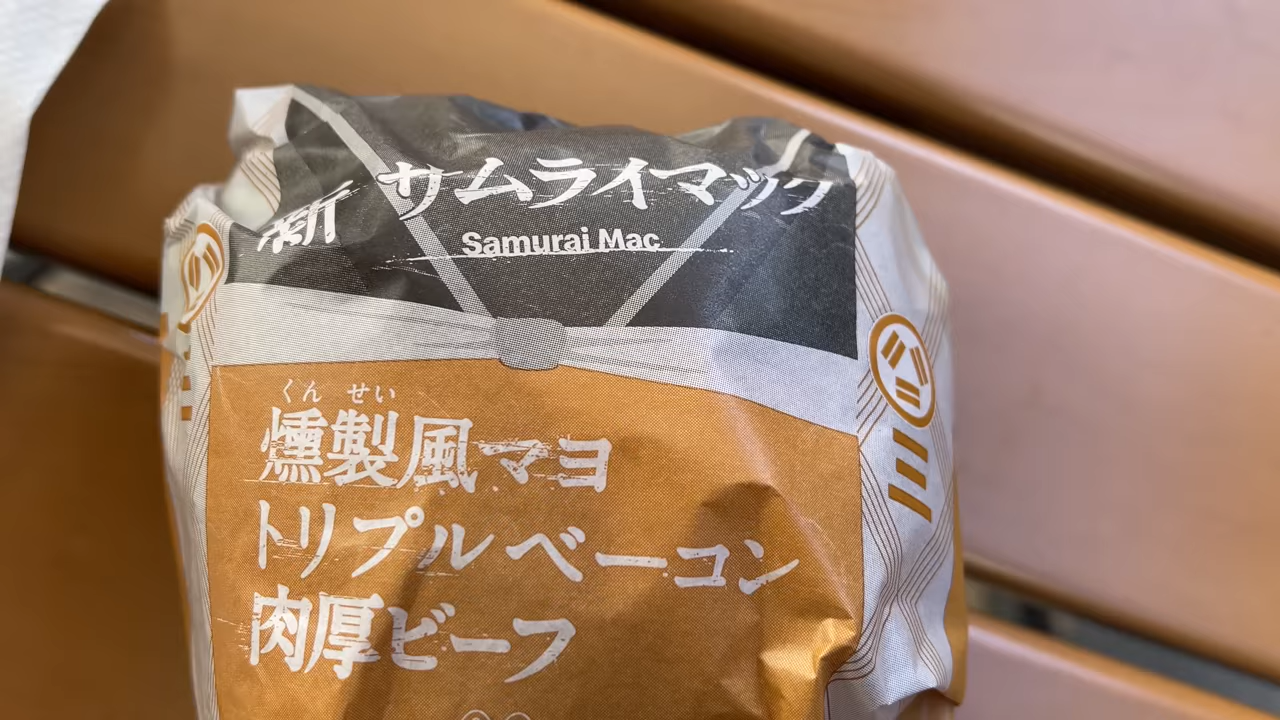 新 サムライマック
Samurai Mac
くん せい
燻製風マヨ
トリプルベーコン
肉厚ビーフ